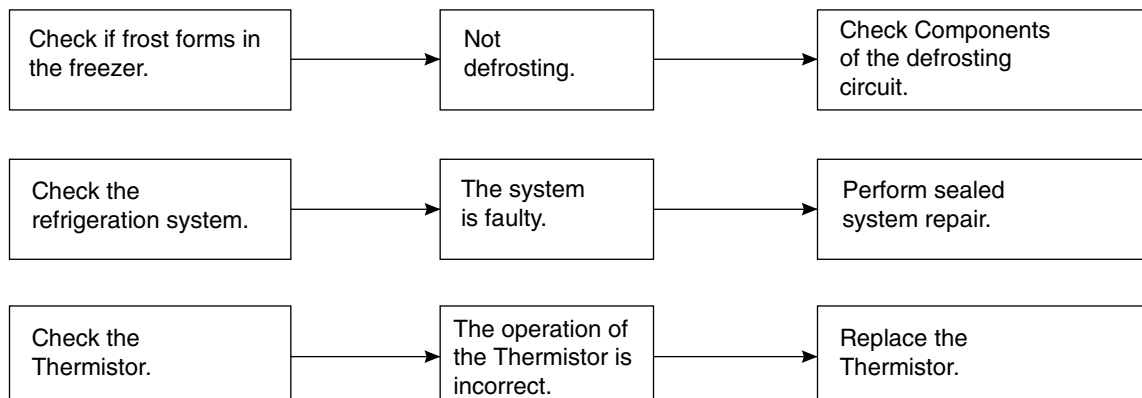 Check if frost forms in
the freezer.
Not
defrosting.
Check Components
of the defrosting
circuit.
Check the
refrigeration system.
The system
is faulty.
Perform sealed
system repair.
Check the
Thermistor.
The operation of
the Thermistor is
incorrect.
Replace the
Thermistor.